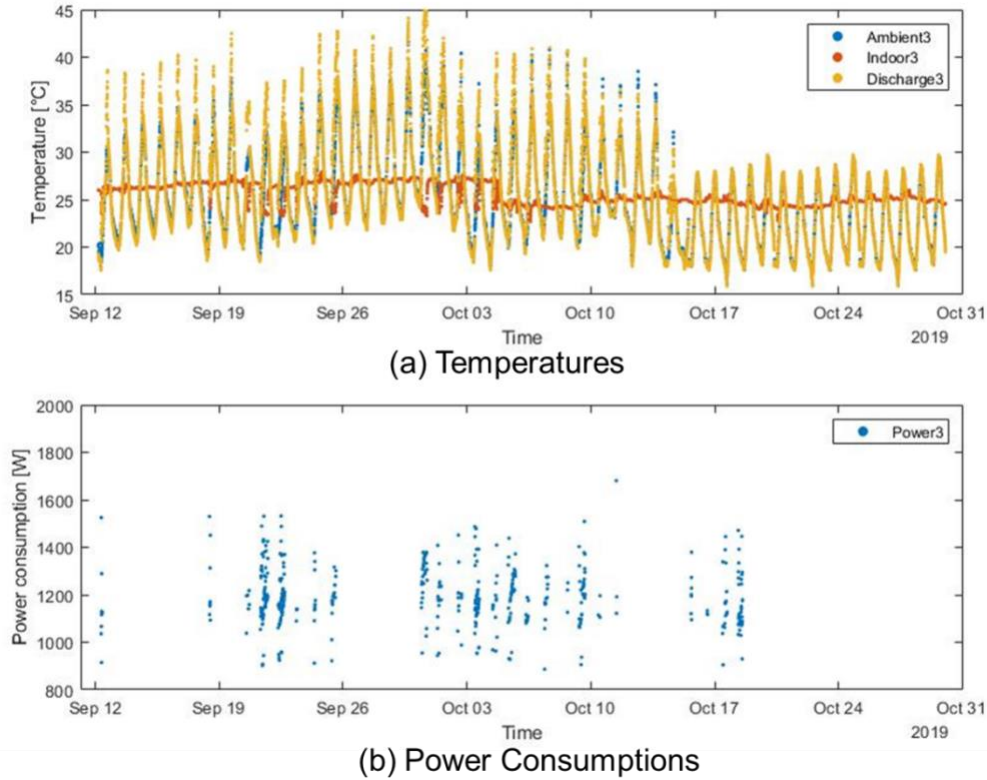 45
40
35
30
25
20
15
Temperature [°C]
Ambient3
Indoor3
Discharge3
Sep 12 Sep 19 Sep 26 Oct 03 Oct 10 Oct 17 Oct 24 Oct 31
Time 2019
(a) Temperatures
2000
1800
1600
1400
1200
1000
800
Power consumption [W]
Power3
Sep 12 Sep 19 Sep 26 Oct 03 Oct 10 Oct 17 Oct 24 Oct 31
Time 2019
(b) Power Consumptions